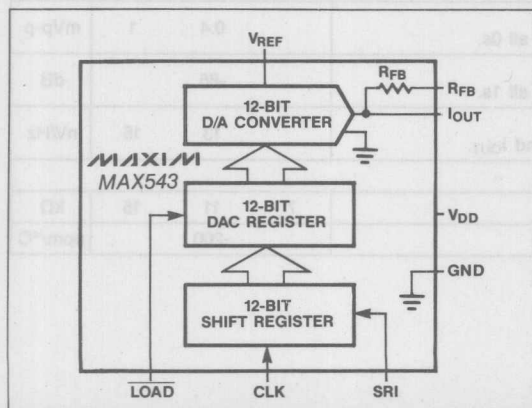 VREF
RFB
RFB
12-BIT
D/A CONVERTER
IOUT
MAXIM
MAX543
12-BIT
DAC REGISTER
VDD
GND
12-BIT
SHIFT REGISTER
LOAD
CLK
SRI